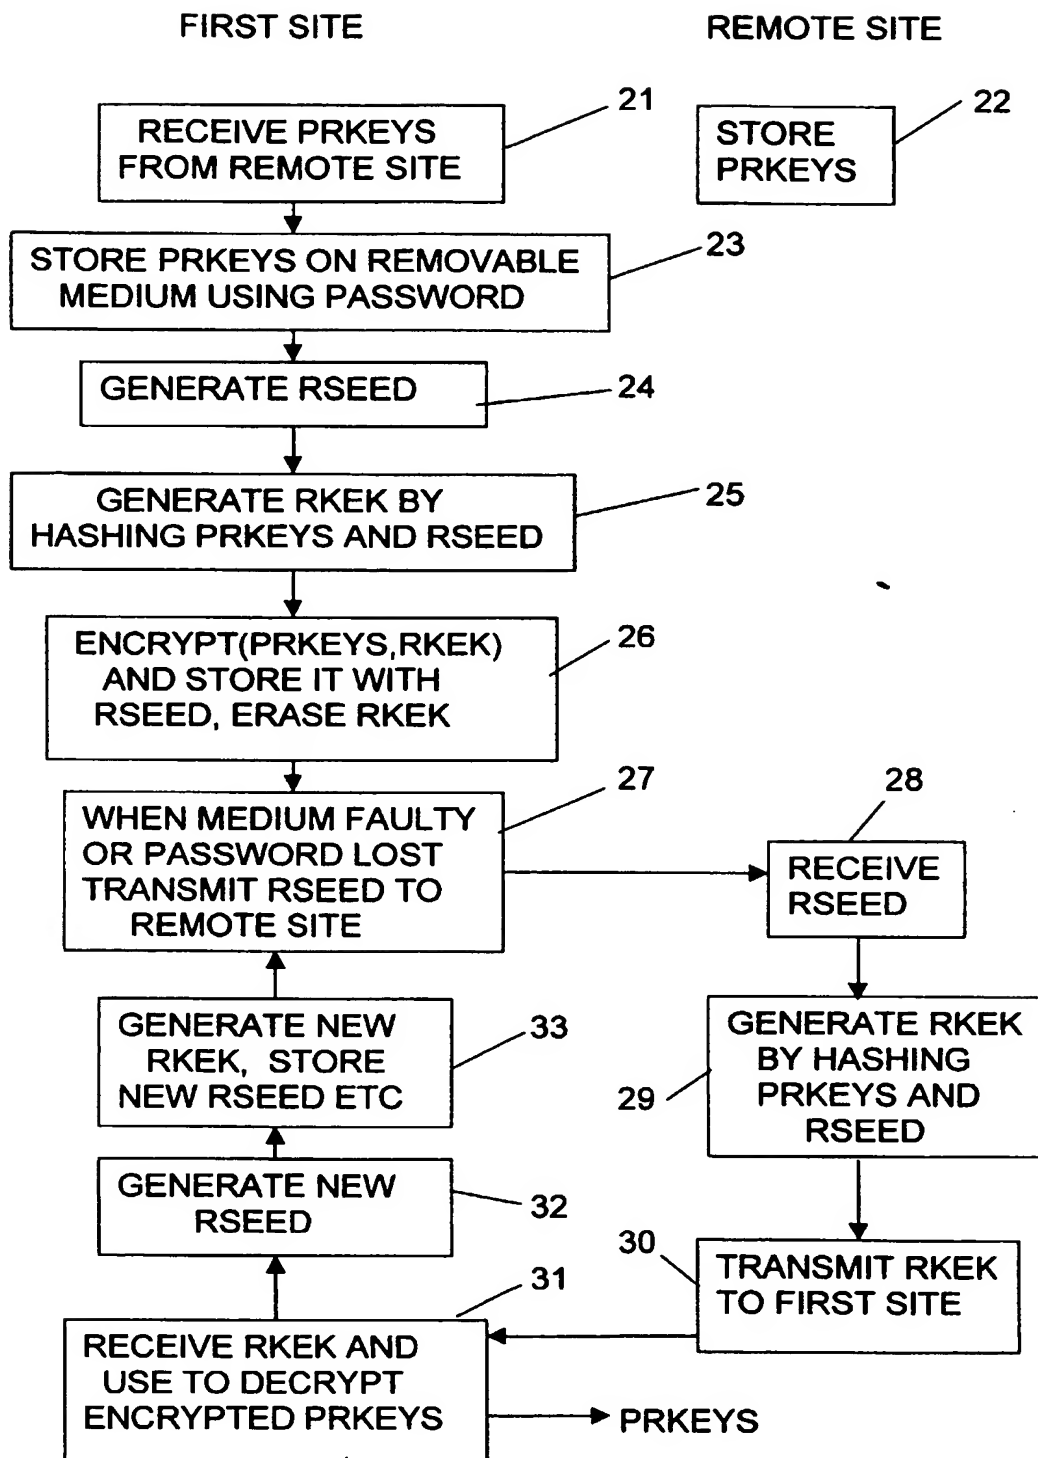 FIRST SITE
REMOTE SITE
21
RECEIVE PRKEYS
FROM REMOTE SITE
22
STORE
PRKEYS
23
STORE PRKEYS ON REMOVABLE
MEDIUM USING PASSWORD
24
GENERATE RSEED
25
GENERATE RKEK BY
HASHING PRKEYS AND RSEED
26
ENCRYPT(PRKEYS,RKEK)
AND STORE IT WITH
RSEED, ERASE RKEK
27
WHEN MEDIUM FAULTY
OR PASSWORD LOST
TRANSMIT RSEED TO
REMOTE SITE
28
RECEIVE
RSEED
29
GENERATE RKEK
BY HASHING
PRKEYS AND
RSEED
33
GENERATE NEW
RKEK, STORE
NEW RSEED ETC
32
GENERATE NEW
RSEED
30
TRANSMIT RKEK
TO FIRST SITE
31
RECEIVE RKEK AND
USE TO DECRYPT
ENCRYPTED PRKEYS
PRKEYS